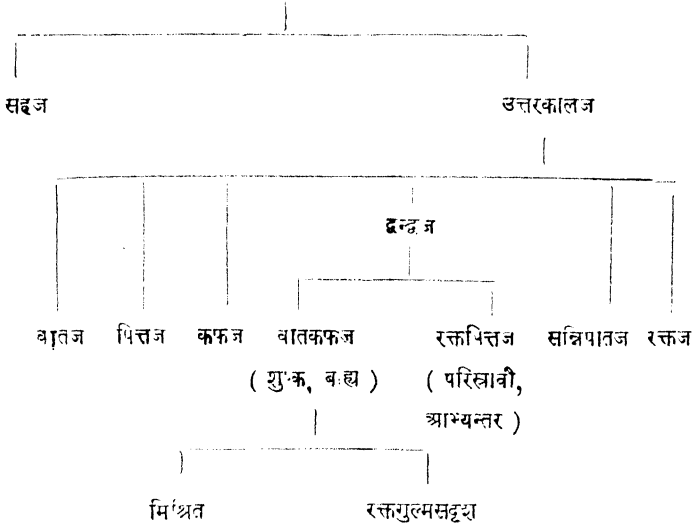 सहज उत्तरकालज
द्वन्द्वज
वातज पित्तज कफज वातकफज रक्तपित्तज सन्निपातज रक्तज
( शुष्क, बाह्य ) ( परिस्रावी,
आभ्यन्तर )
मिश्रित रक्तगुल्मसदृश